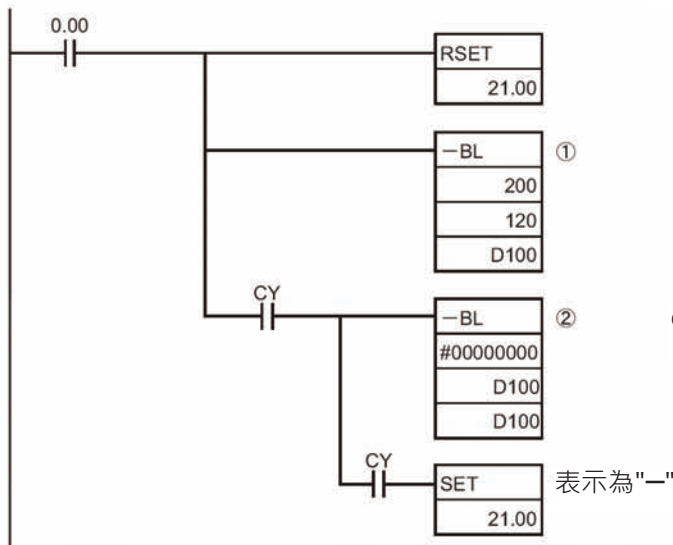 0.00
RSET
21.00
－BL ①
200
120
D100
CY
－BL ②
#00000000
D100
D100
CY
SET 表示為"－"
21.00